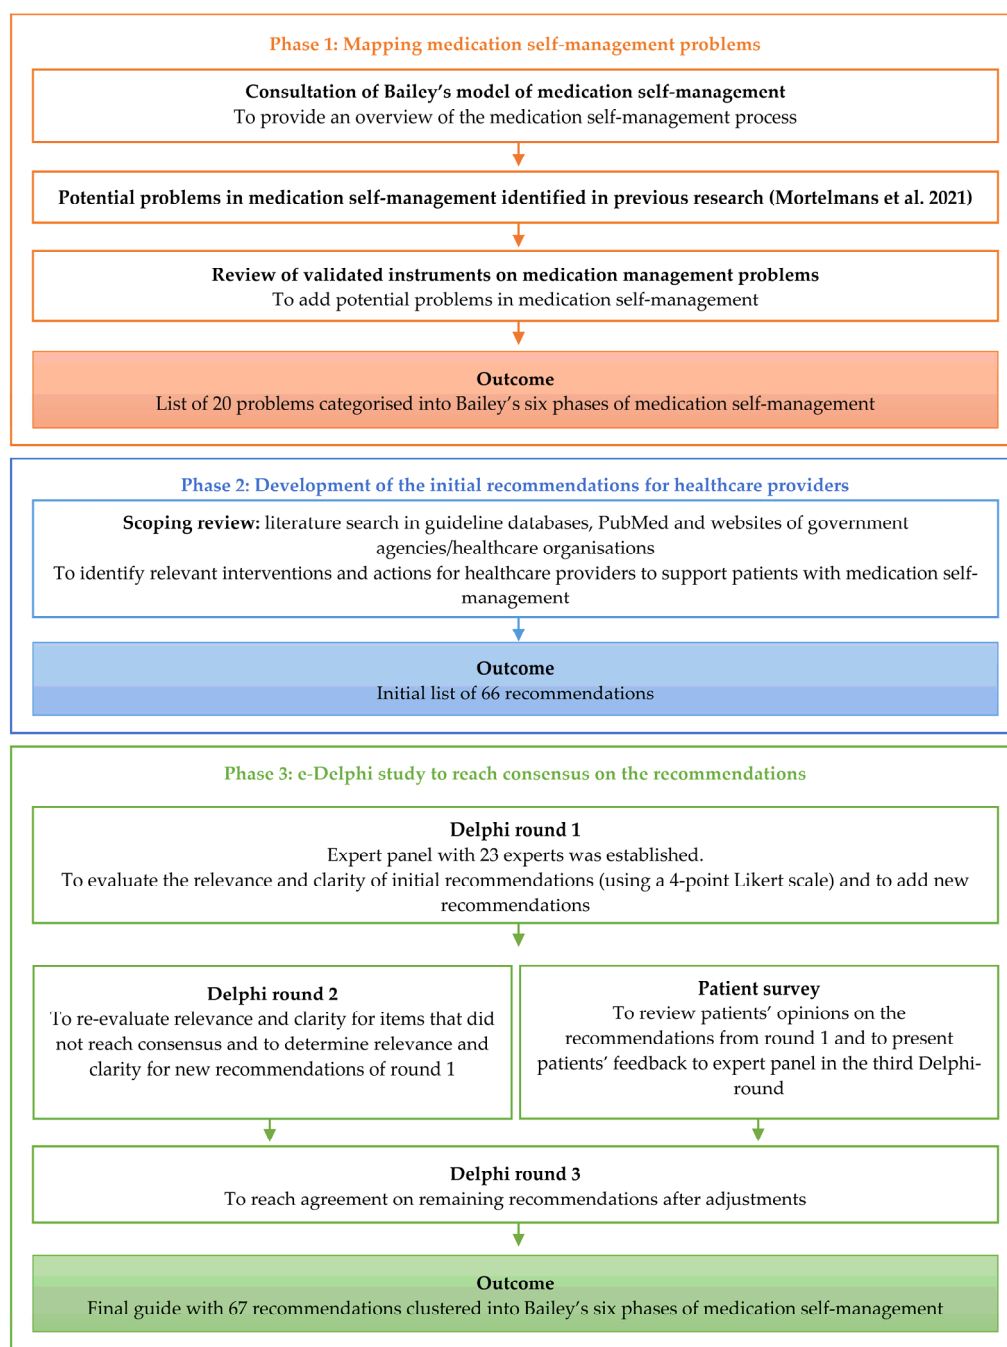 Phase 1: Mapping medication self-management problems
Consultation of Bailey's model of medication self-management
To provide an overview of the medication self-management process
Potential problems in medication self-management identified in previous research (Mortelmans et al. 2021)
Review of validated instruments on medication management problems
To add potential problems in medication self-management
Outcome
List of 20 problems categorised into Bailey's six phases of medication self-management
Phase 2: Development of the initial recommendations for healthcare providers
Scoping review: literature search in guideline databases, PubMed and websites of government
agencies/healthcare organisations
To identify relevant interventions and actions for healthcare providers to support patients with medication self-
management
Outcome
Initial list of 66 recommendations
Phase 3: e-Delphi study to reach consensus on the recommendations
Delphi round 1
Expert panel with 23 experts was established.
To evaluate the relevance and clarity of initial recommendations (using a 4-point Likert scale) and to add new
recommendations
Delphi round 2
To re-evaluate relevance and clarity for items that did
not reach consensus and to determine relevance and
clarity for new recommendations of round 1
Patient survey
To review patients' opinions on the
recommendations from round 1 and to present
patients' feedback to expert panel in the third Delphi-
round
Delphi round 3
To reach agreement on remaining recommendations after adjustments
Outcome
Final guide with 67 recommendations clustered into Bailey's six phases of medication self-management